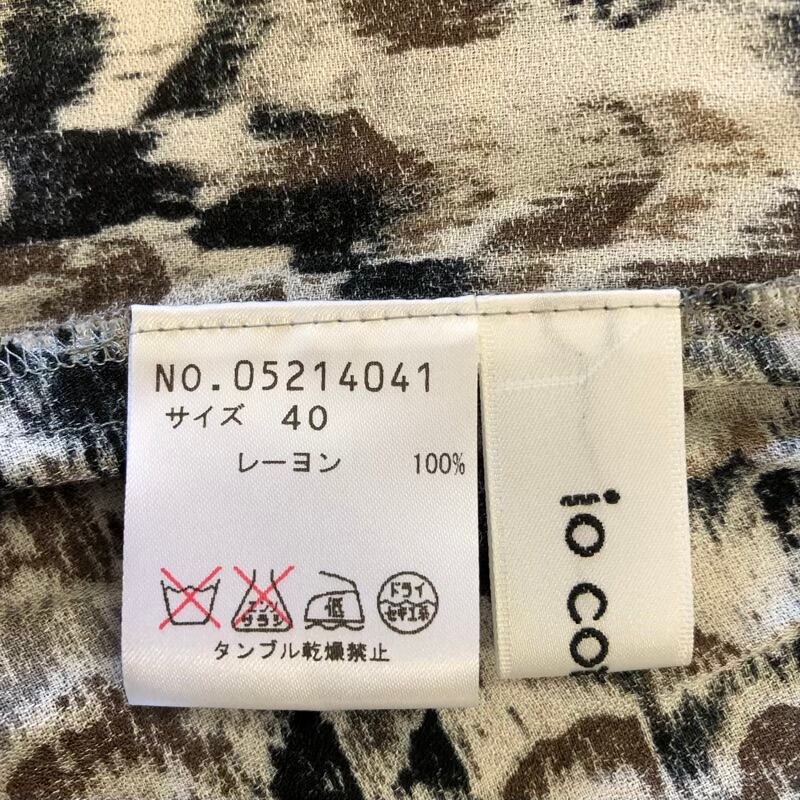 NO.05214041
サイズ 40
レーヨン 100%
エンソ
サラシ
低
ドライ
セキユ系
タンブル乾燥禁止
io co